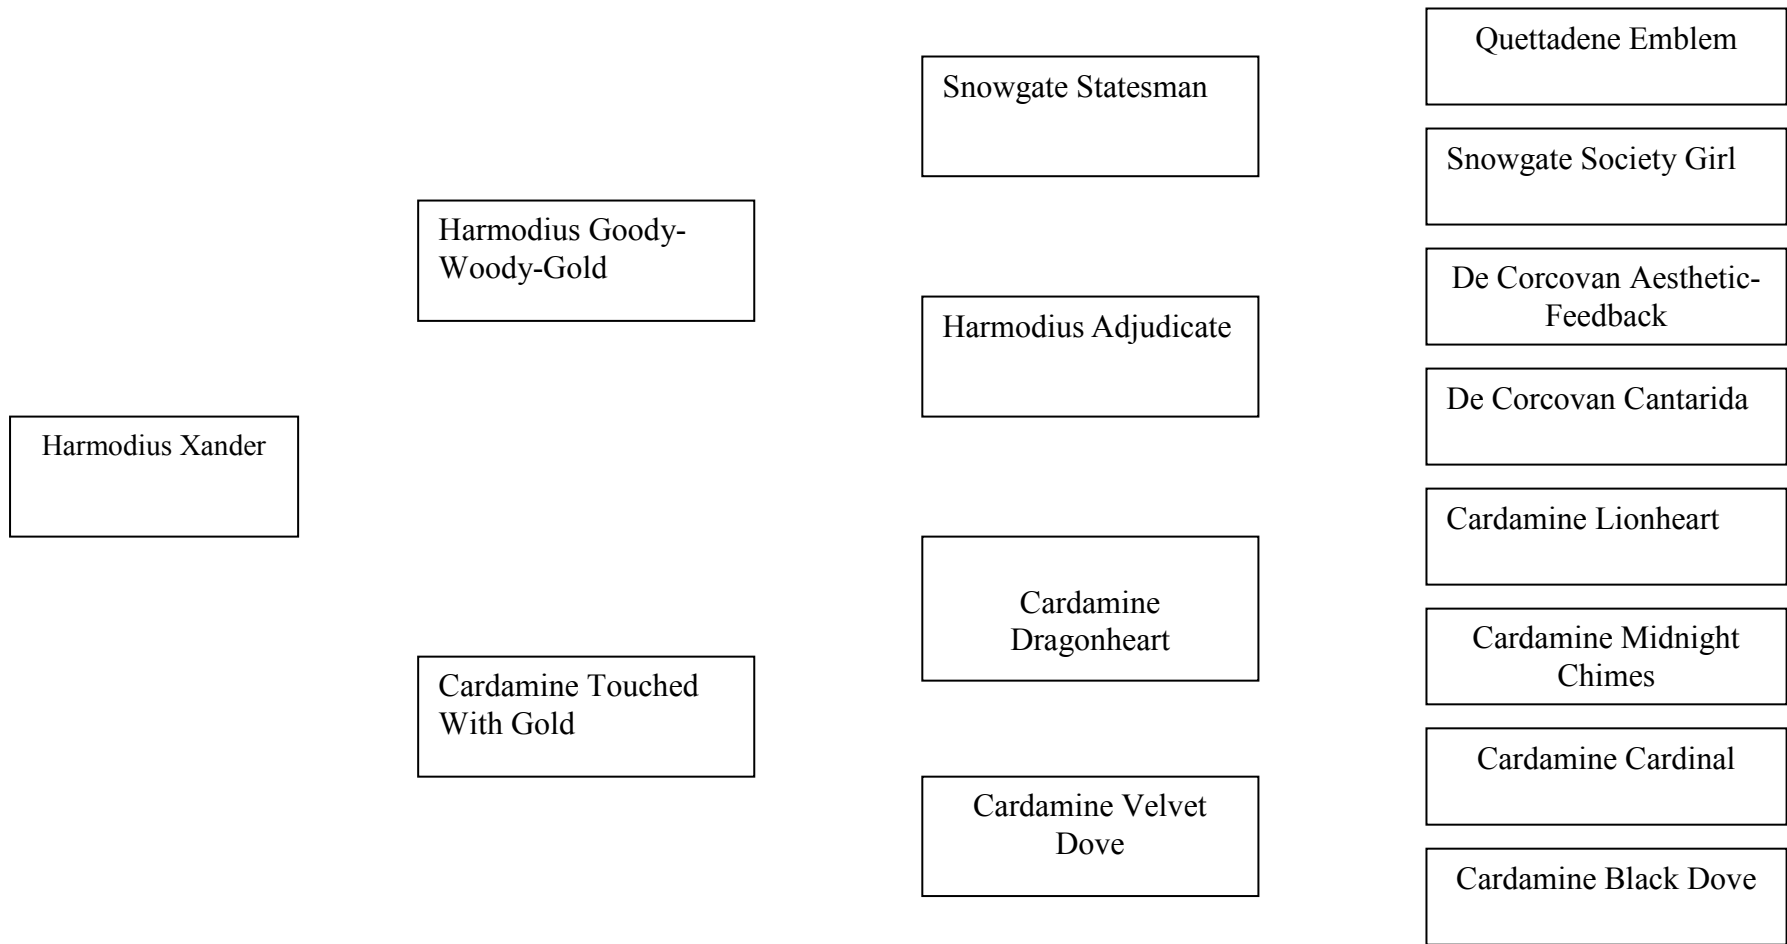 Harmodius Xander
Harmodius Goody-
Woody-Gold
Cardamine Touched
With Gold
Snowgate Statesman
Harmodius Adjudicate
Cardamine
Dragonheart
Cardamine Velvet
Dove
Quettadene Emblem
Snowgate Society Girl
De Corcovan Aesthetic-
Feedback
De Corcovan Cantarida
Cardamine Lionheart
Cardamine Midnight
Chimes
Cardamine Cardinal
Cardamine Black Dove